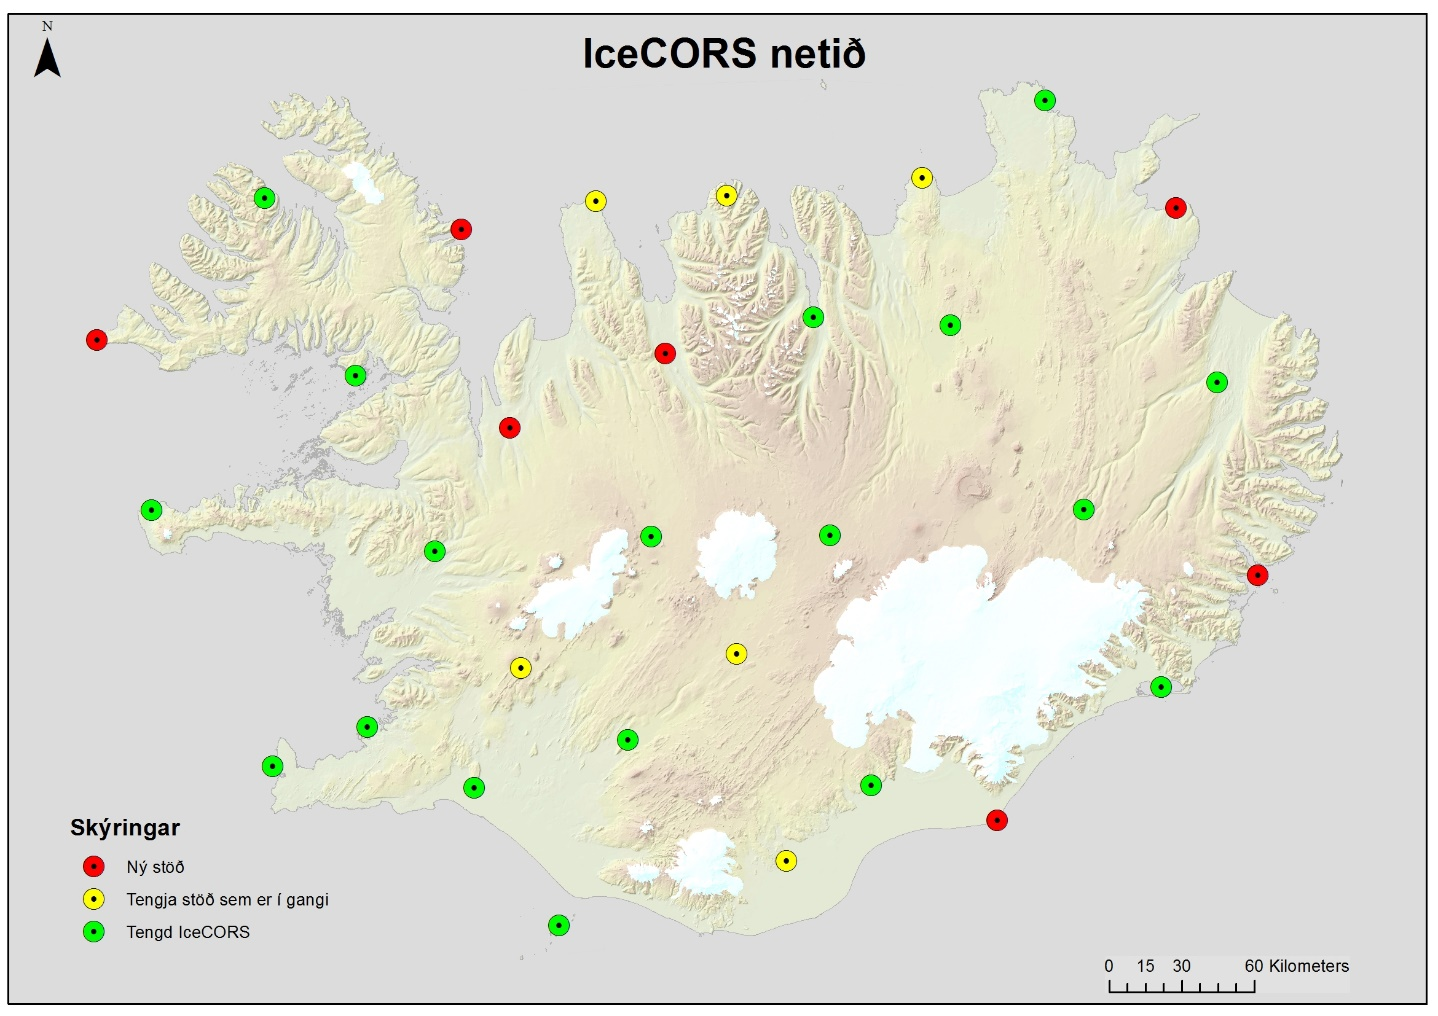 N
IceCORS netið
Skýringar
Ný stöð
Tengja stöð sem er í gangi
Tengd IceCORS
0 15 30 60 Kilometers